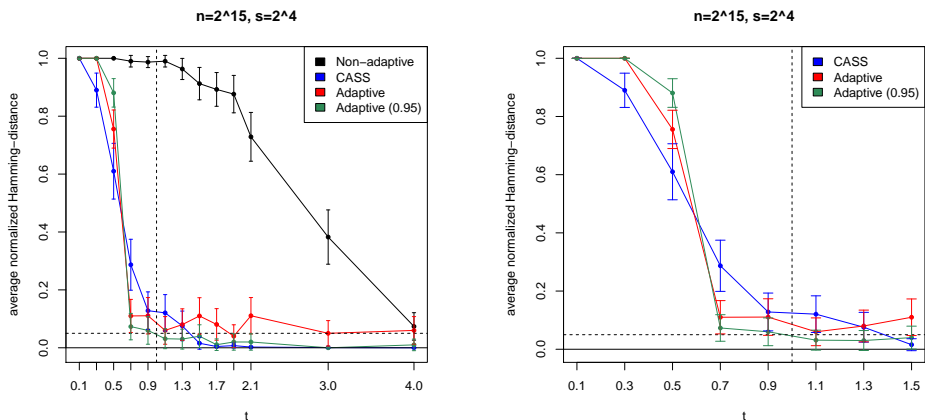 n=2^15, s=2^4
average normalized Hamming−distance
1.0
0.8
0.6
0.4
0.2
0.0
Non−adaptive
CASS
Adaptive
Adaptive (0.95)
0.1 0.5 0.9 1.3 1.7 2.1 3.0 4.0
t
n=2^15, s=2^4
average normalized Hamming−distance
1.0
0.8
0.6
0.4
0.2
0.0
CASS
Adaptive
Adaptive (0.95)
0.1 0.3 0.5 0.7 0.9 1.1 1.3 1.5
t